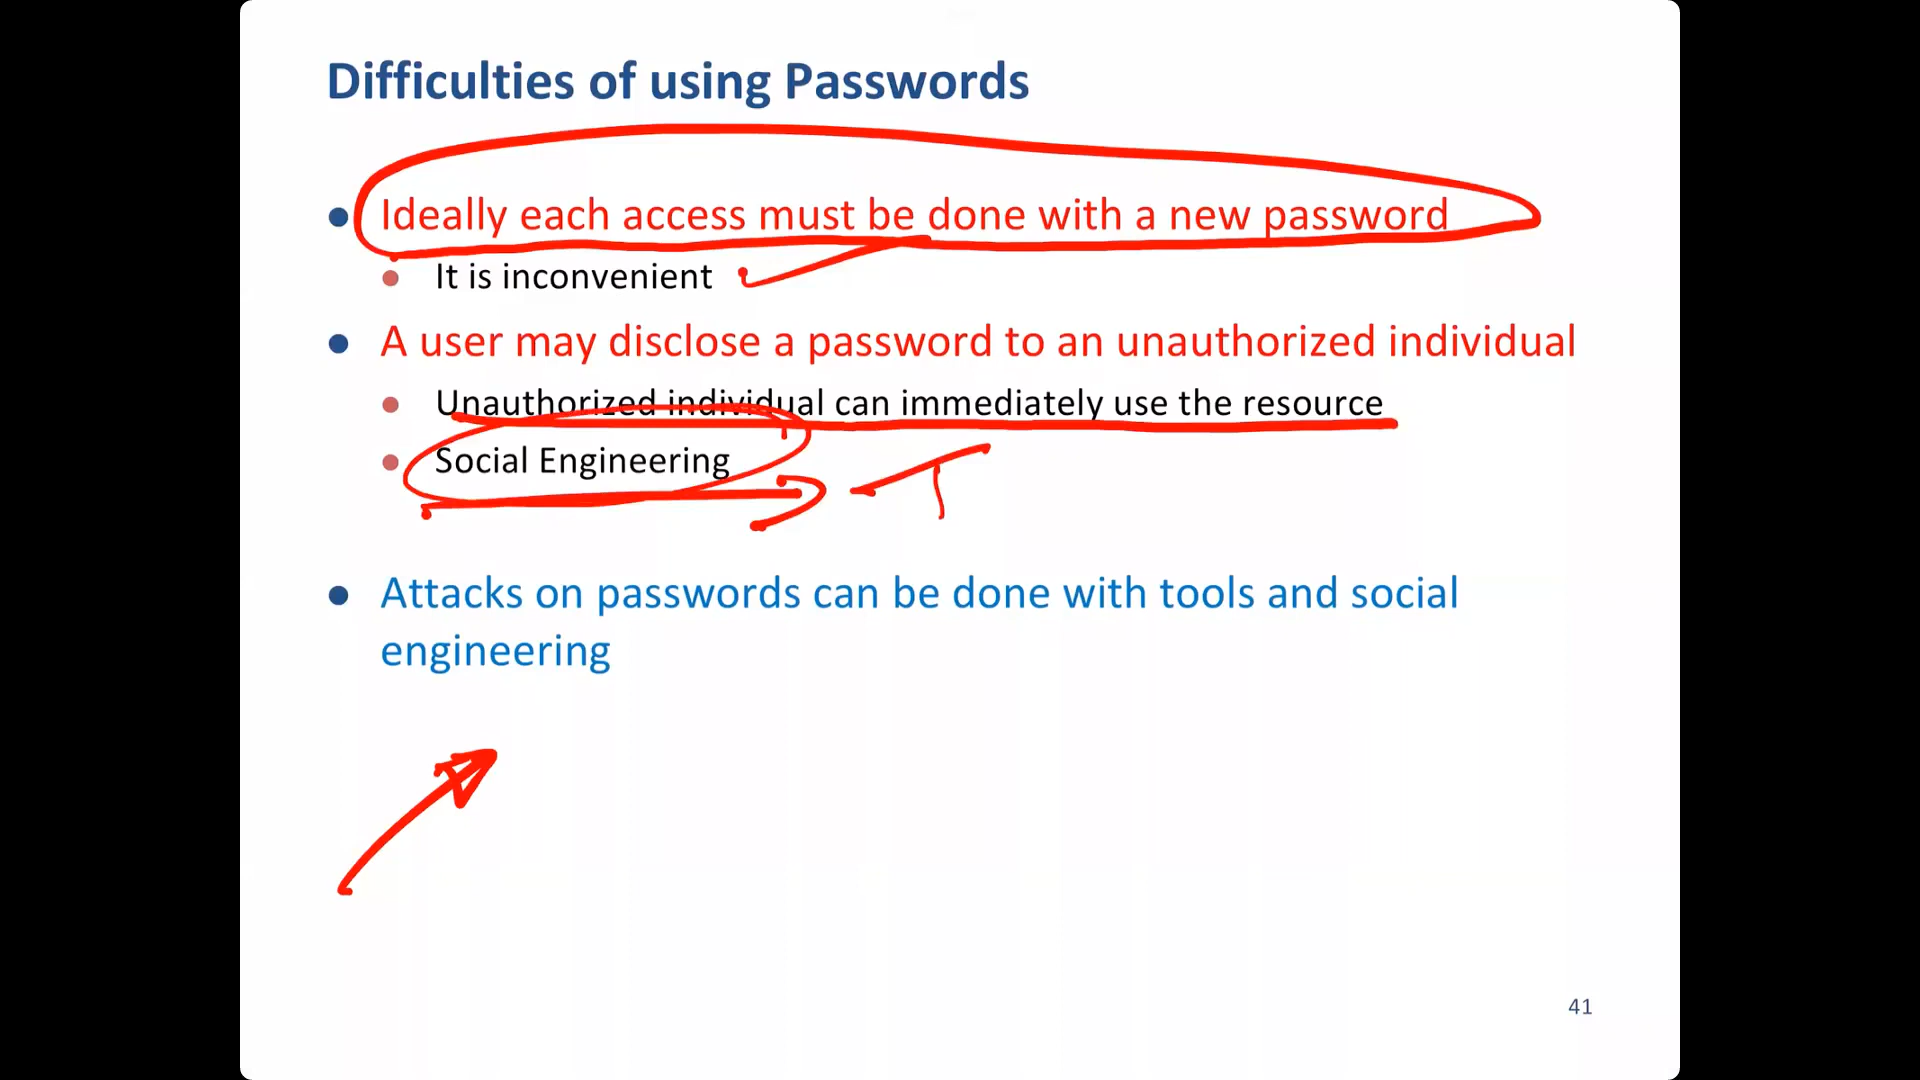 Difficulties of using Passwords
Ideally each access must be done with a new password
It is inconvenient
A user may disclose a password to an unauthorized individual
Unauthorized individual can immediately use the resource
Social Engineering
Attacks on passwords can be done with tools and social
engineering
41